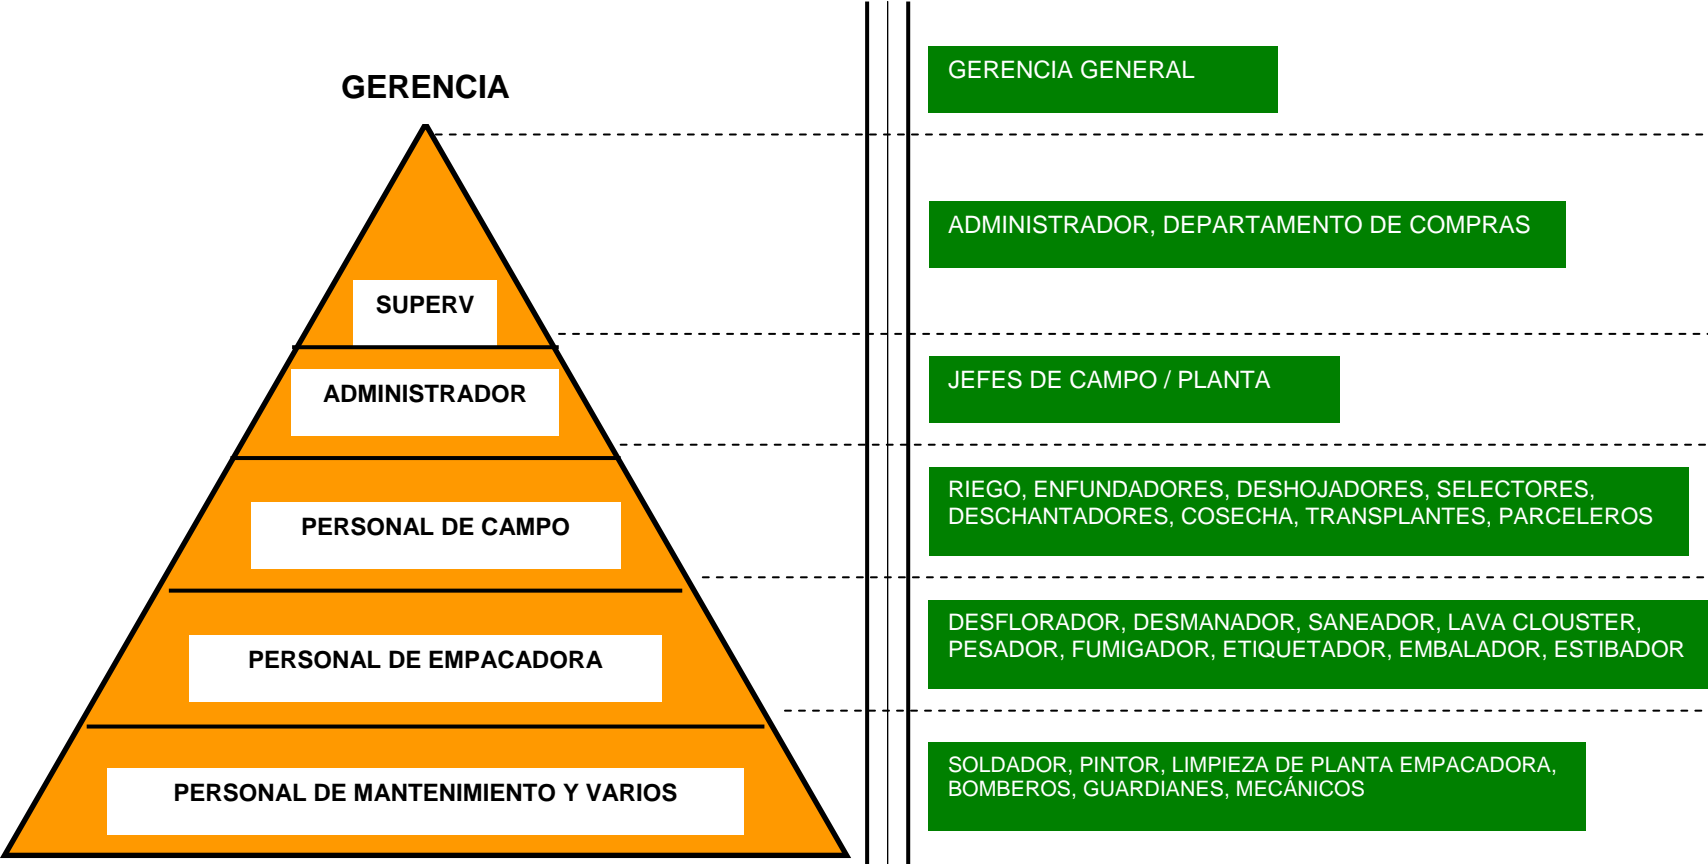 GERENCIA
GERENCIA GENERAL
ADMINISTRADOR, DEPARTAMENTO DE COMPRAS
SUPERV
ADMINISTRADOR
JEFES DE CAMPO / PLANTA
PERSONAL DE CAMPO
RIEGO, ENFUNDADORES, DESHOJADORES, SELECTORES,
DESCHANTADORES, COSECHA, TRANSPLANTES, PARCELEROS
PERSONAL DE EMPACADORA
DESFLORADOR, DESMANADOR, SANEADOR, LAVA CLOUSTER,
PESADOR, FUMIGADOR, ETIQUETADOR, EMBALADOR, ESTIBADOR
PERSONAL DE MANTENIMIENTO Y VARIOS
SOLDADOR, PINTOR, LIMPIEZA DE PLANTA EMPACADORA,
BOMBEROS, GUARDIANES, MECÁNICOS